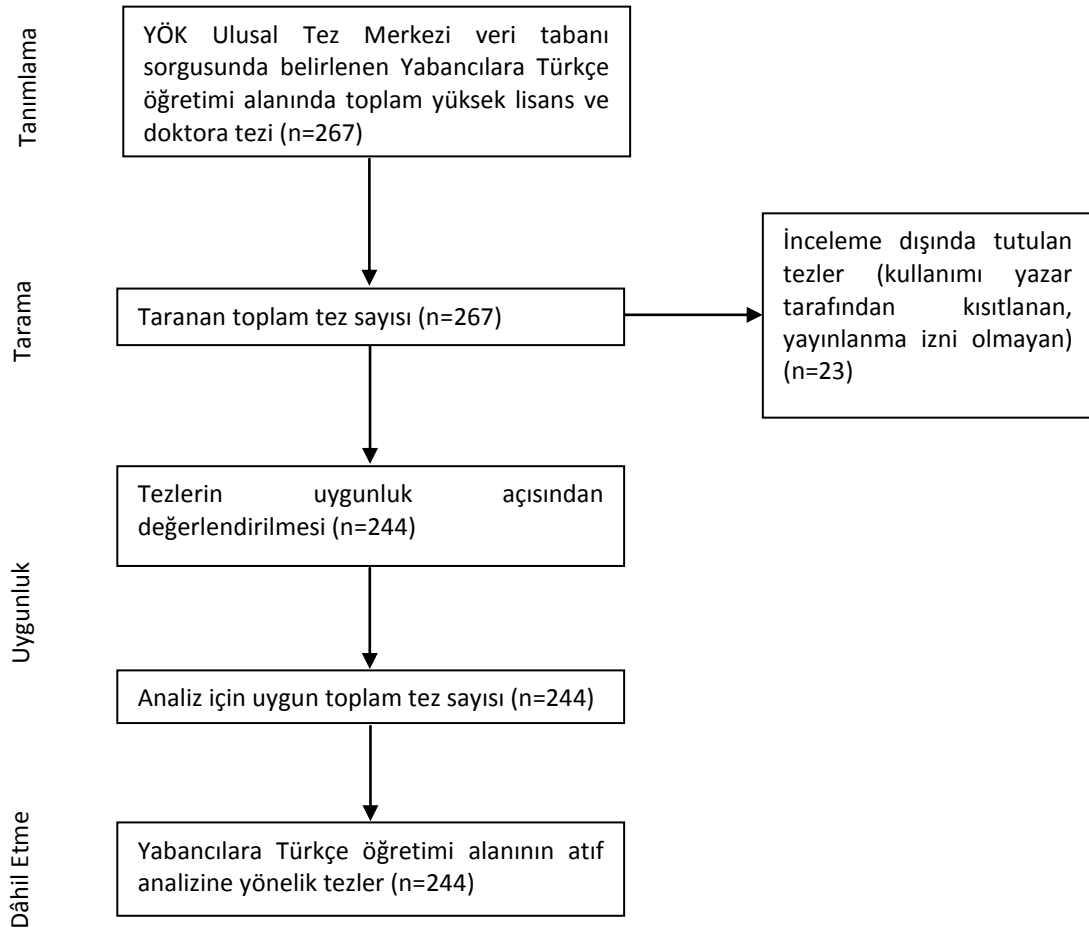 Tanımlama
YÖK Ulusal Tez Merkezi veri tabanı
sorgusunda belirlenen Yabancılara Türkçe
öğretimi alanında toplam yüksek lisans ve
doktora tezi (n=267)
Tarama
Taranan toplam tez sayısı (n=267)
İnceleme dışında tutulan
tezler (kullanımı yazar
tarafından kısıtlanan,
yayınlanma izni olmayan)
(n=23)
Uygunluk
Tezlerin uygunluk açısından
değerlendirilmesi (n=244)
Analiz için uygun toplam tez sayısı (n=244)
Dâhil Etme
Yabancılara Türkçe öğretimi alanının atıf
analizine yönelik tezler (n=244)